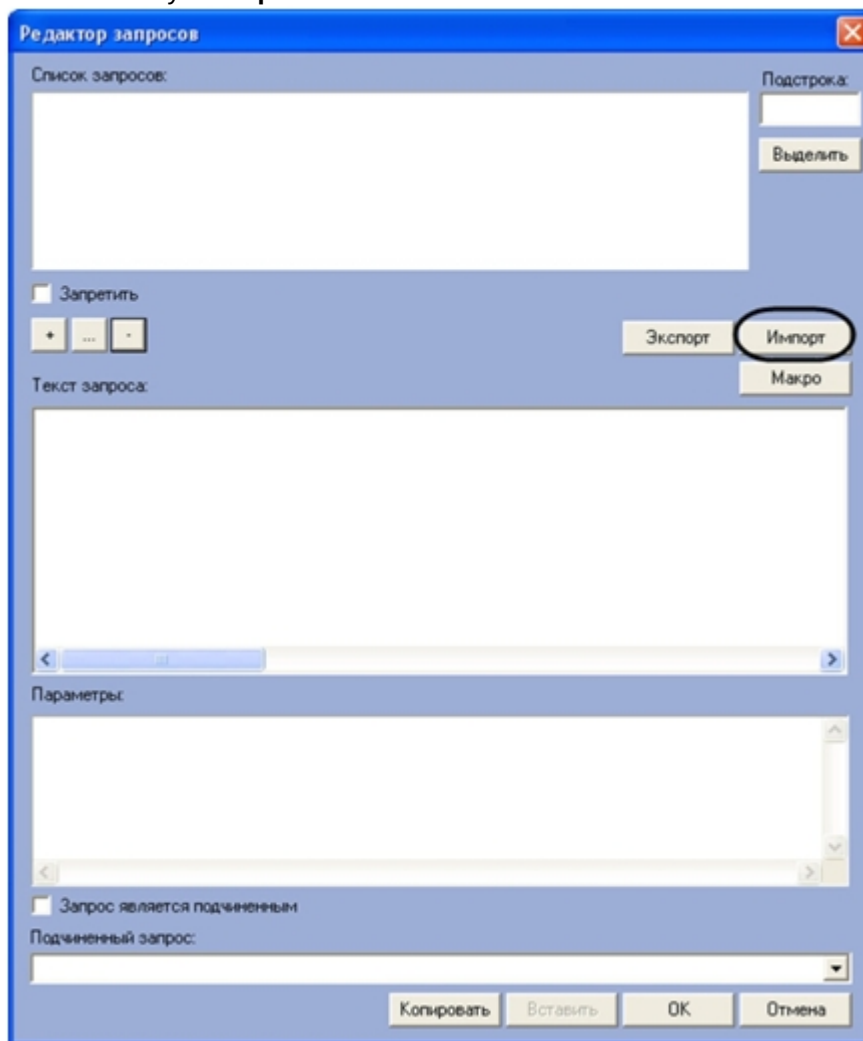 Редактор запросов
Список запросов:
Подстрока:
Выделить
Запретить
+ ... -
Экспорт Импорт
Макро
Текст запроса:
Параметры:
Запрос является подчиненным
Подчиненный запрос:
Копировать Вставить OK Отмена